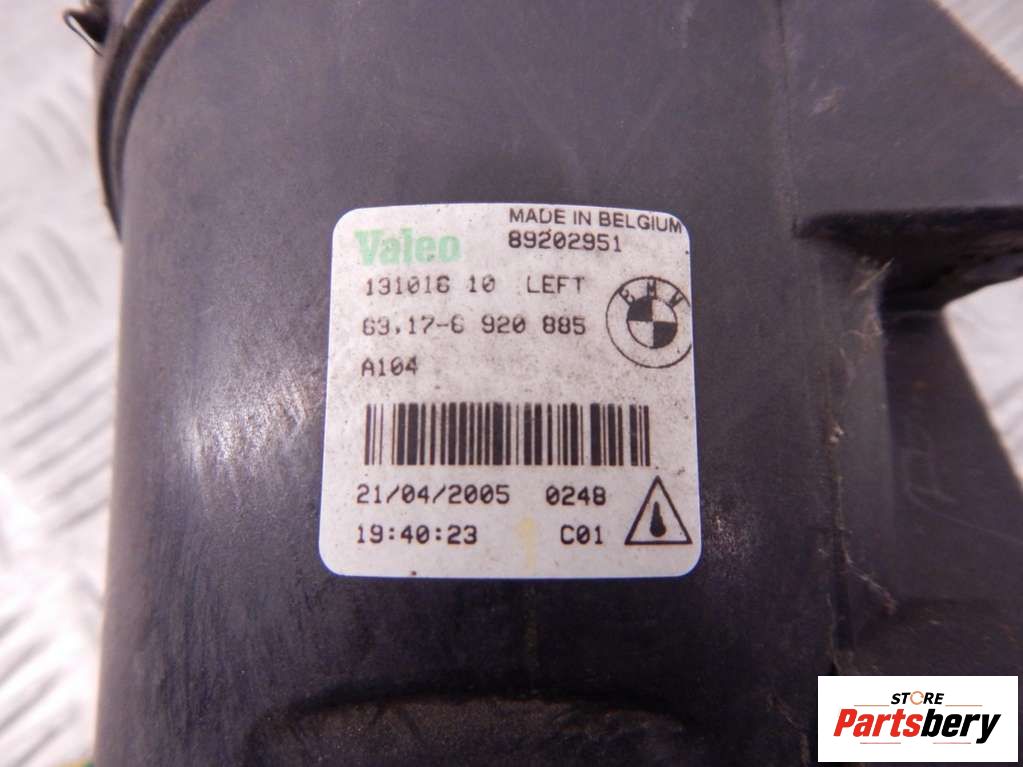 MADE IN BELGIUM
Valeo 89202951
131016 10 LEFT
BMW
63.17-6 920 885
A104
21/04/2005 0248
19:40:23 C01
STORE
Partsbery